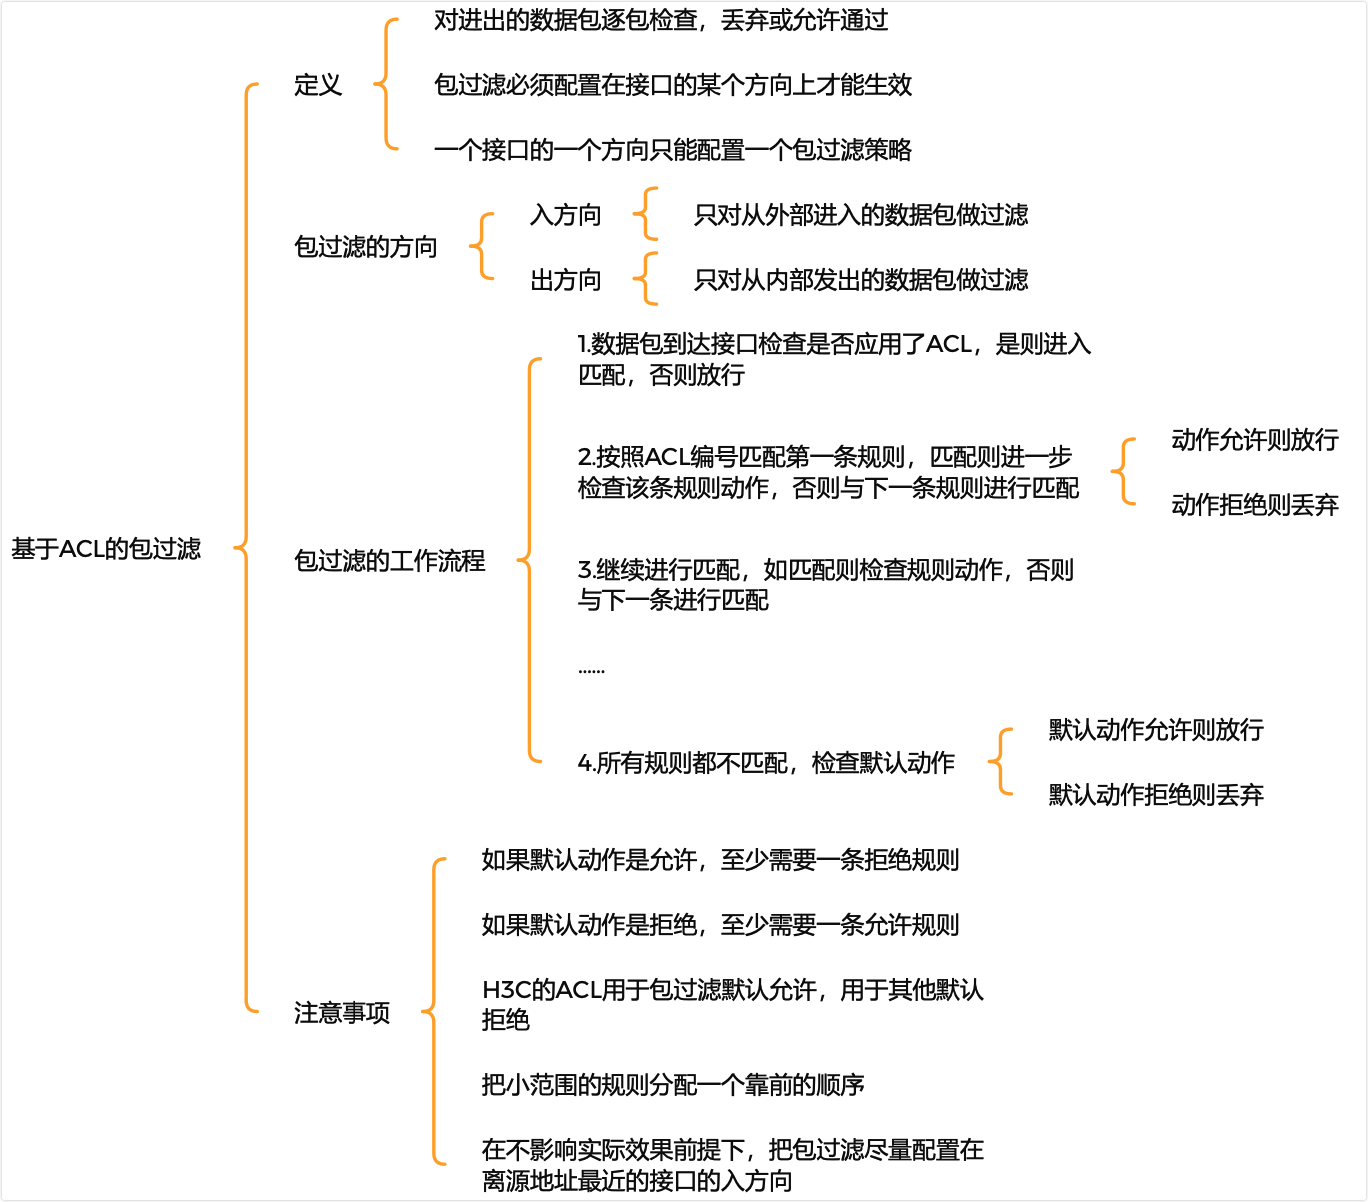 基于ACL的包过滤
定义
对进出的数据包逐包检查，丢弃或允许通过
包过滤必须配置在接口的某个方向上才能生效
一个接口的一个方向只能配置一个包过滤策略
包过滤的方向
入方向
只对从外部进入的数据包做过滤
出方向
只对从内部发出的数据包做过滤
包过滤的工作流程
1.数据包到达接口检查是否应用了ACL，是则进入
匹配，否则放行
2.按照ACL编号匹配第一条规则，匹配则进一步
检查该条规则动作，否则与下一条规则进行匹配
动作允许则放行
动作拒绝则丢弃
3.继续进行匹配，如匹配则检查规则动作，否则
与下一条进行匹配
……
4.所有规则都不匹配，检查默认动作
默认动作允许则放行
默认动作拒绝则丢弃
注意事项
如果默认动作是允许，至少需要一条拒绝规则
如果默认动作是拒绝，至少需要一条允许规则
H3C的ACL用于包过滤默认允许，用于其他默认
拒绝
把小范围的规则分配一个靠前的顺序
在不影响实际效果前提下，把包过滤尽量配置在
离源地址最近的接口的入方向